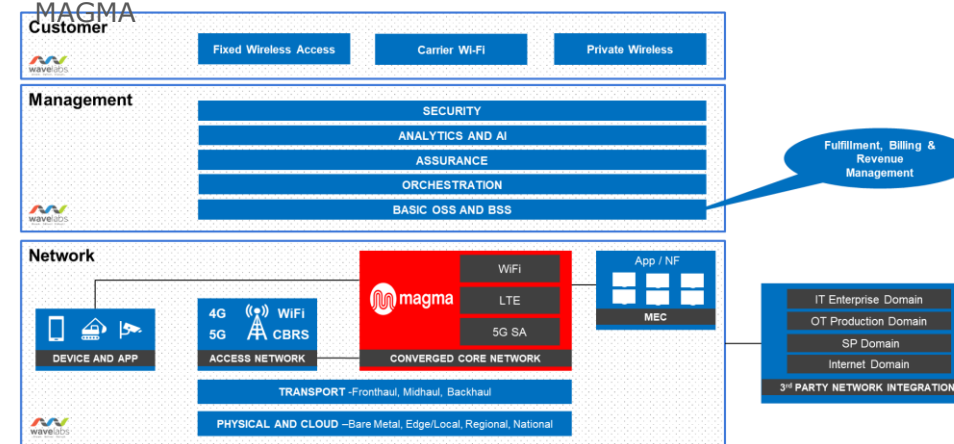 MAGMA
Customer
Fixed Wireless Access
Carrier Wi-Fi
Private Wireless
wavelabs
Management
SECURITY
ANALYTICS AND AI
ASSURANCE
ORCHESTRATION
BASIC OSS AND BSS
Fulfillment, Billing &
Revenue
Management
wavelabs
Network
WiFi
magma
LTE
5G SA
CONVERGED CORE NETWORK
App / NF
MEC
4G WiFi
5G CBRS
ACCESS NETWORK
DEVICE AND APP
IT Enterprise Domain
OT Production Domain
SP Domain
Internet Domain
3rd PARTY NETWORK INTEGRATION
TRANSPORT -Fronthaul, Midhaul, Backhaul
PHYSICAL AND CLOUD –Bare Metal, Edge/Local, Regional, National
wavelabs